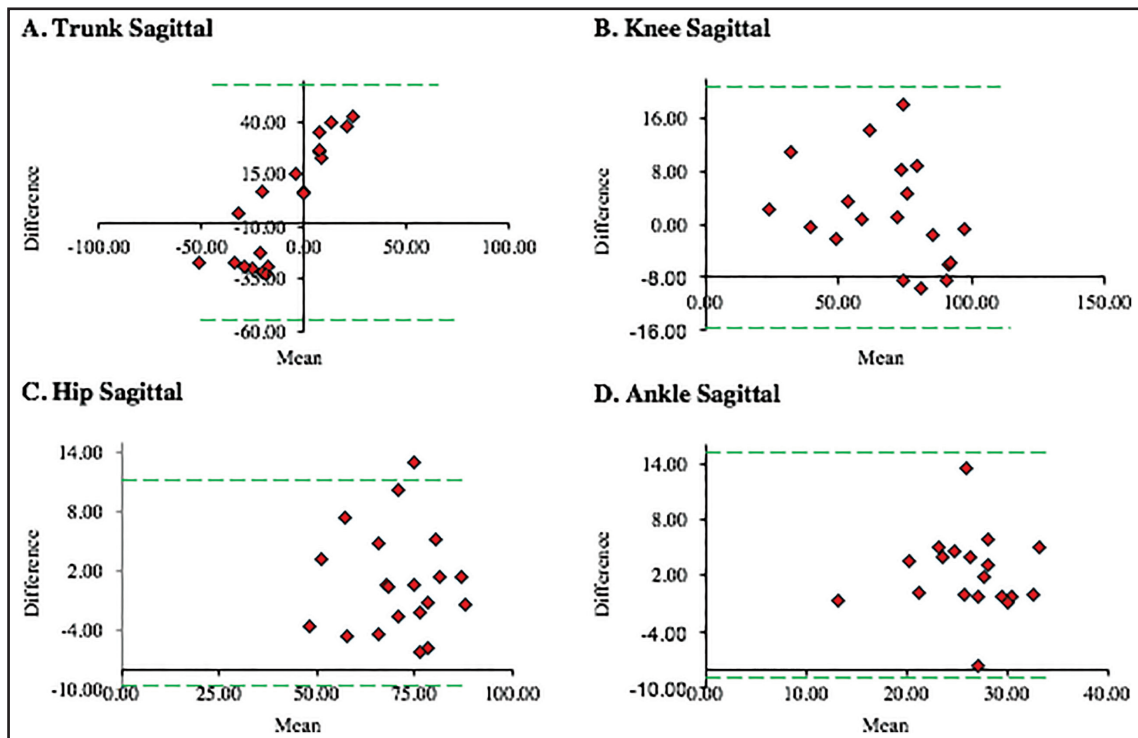 A. Trunk Sagittal
40.00
15.00
-10.00
-35.00
-60.00
-100.00 -50.00 0.00 50.00 100.00
Difference
Mean
B. Knee Sagittal
16.00
8.00
0.00
-8.00
-16.00
0.00 50.00 100.00 150.00
Difference
Mean
C. Hip Sagittal
14.00
8.00
2.00
-4.00
-10.00
0.00 25.00 50.00 75.00 100.00
Difference
Mean
D. Ankle Sagittal
14.00
8.00
2.00
-4.00
-10.00
0.00 10.00 20.00 30.00 40.00
Difference
Mean